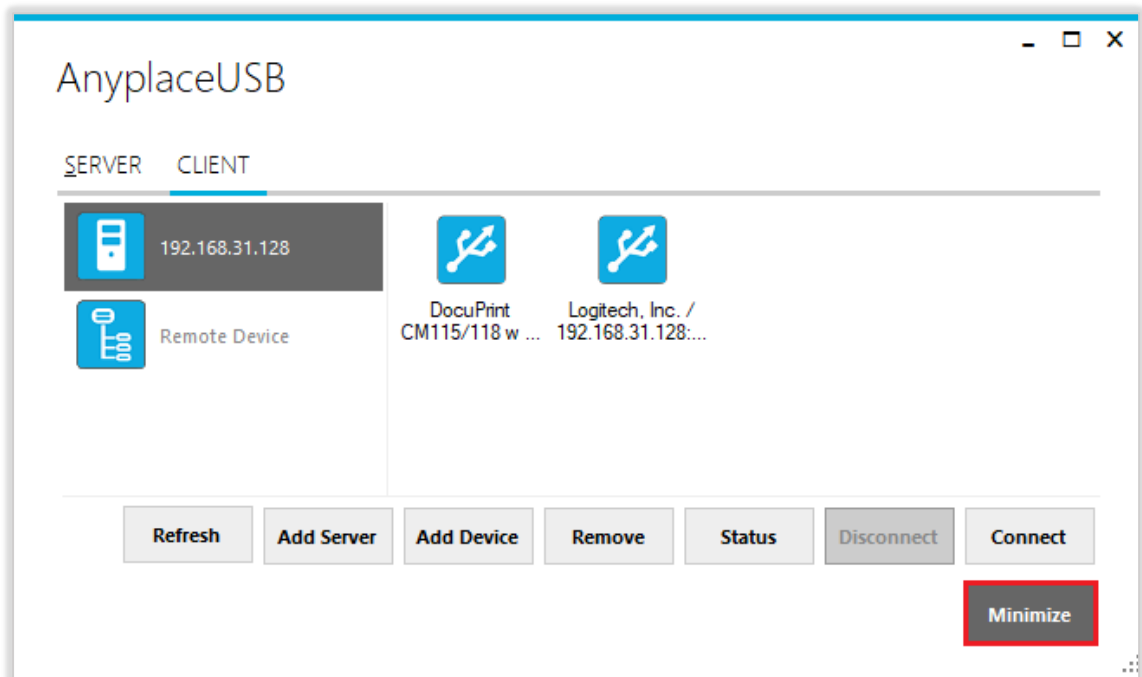 AnyplaceUSB
SERVER CLIENT
192.168.31.128
Remote Device
DocuPrint
CM115/118 w ...
Logitech, Inc. /
192.168.31.128:...
Refresh Add Server Add Device Remove Status Disconnect Connect
Minimize